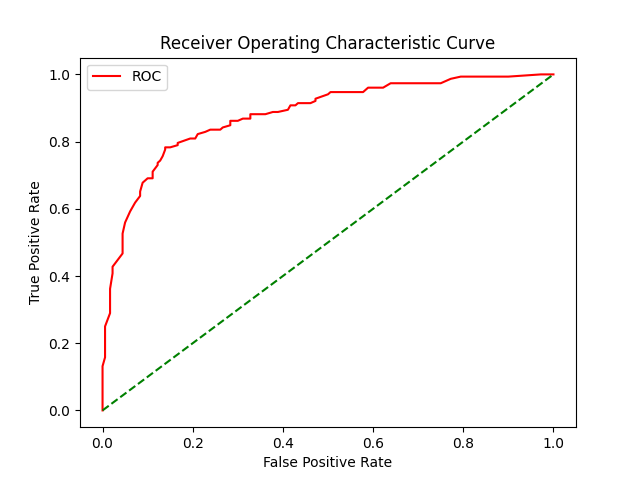 Receiver Operating Characteristic Curve
ROC
True Positive Rate
1.0
0.8
0.6
0.4
0.2
0.0
0.0 0.2 0.4 0.6 0.8 1.0
False Positive Rate